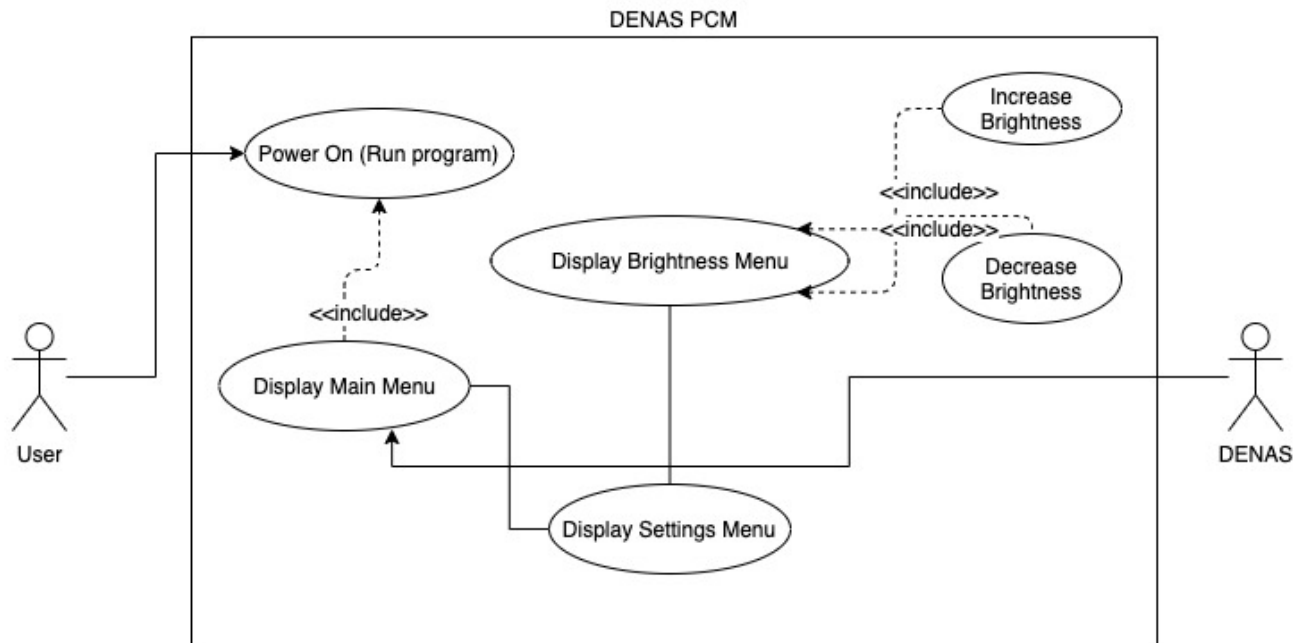 DENAS PCM
Increase
Brightness
Power On (Run program)
<<include>>
<<include>>
Display Brightness Menu
Decrease
Brightness
<<include>>
Display Main Menu
User
DENAS
Display Settings Menu